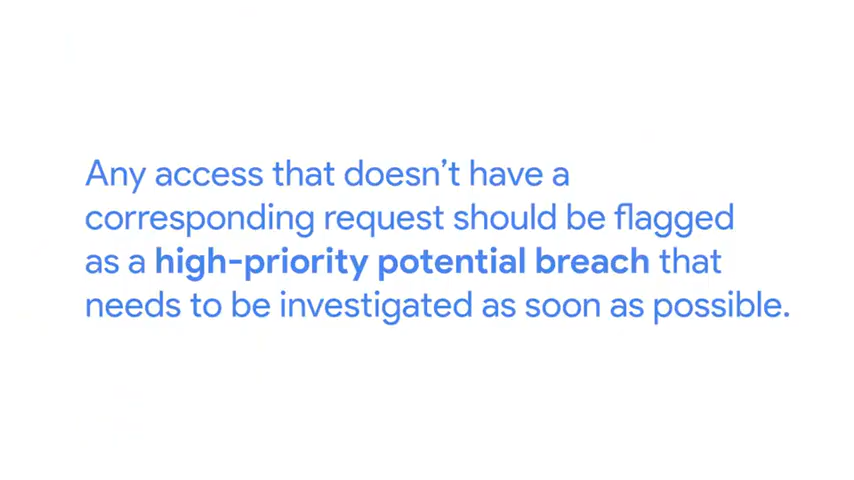 Any access that doesn’t have a
corresponding request should be flagged
as a high-priority potential breach that
needs to be investigated as soon as possible.